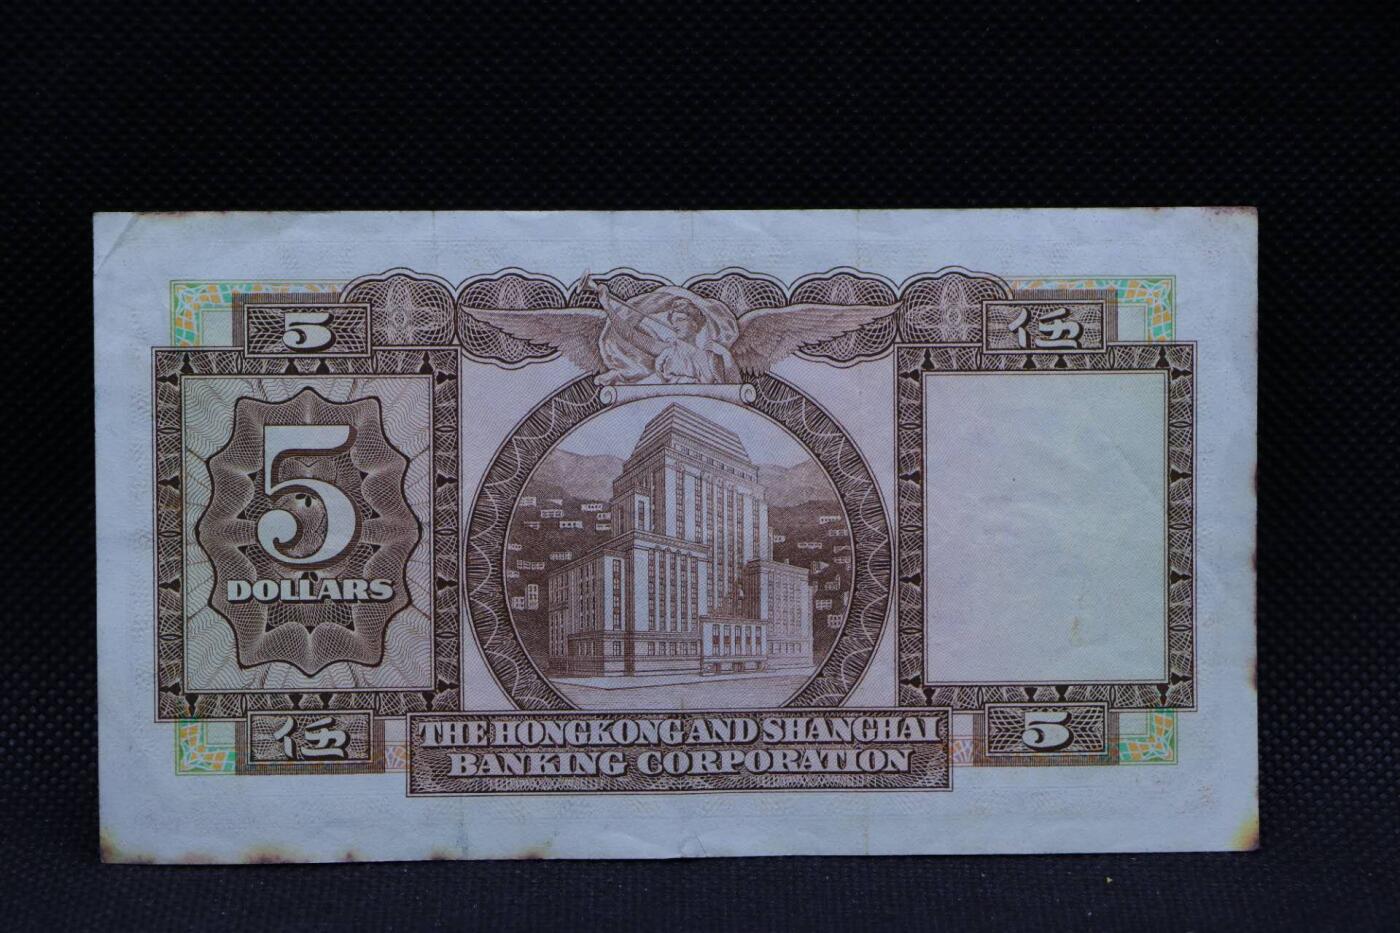 5
伍
5
DOLLARS
伍
THE HONGKONG AND SHANGHAI
BANKING CORPORATION
5